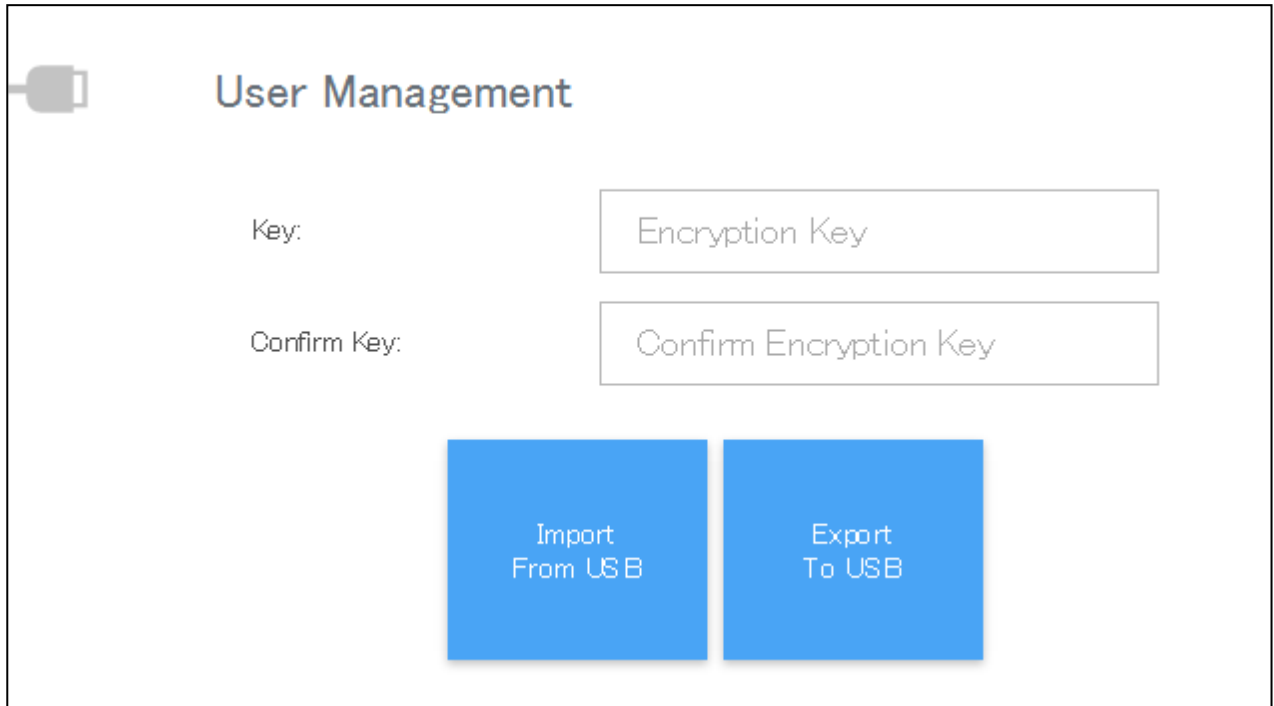 User Management
Key:
Encryption Key
Confirm Key:
Confirm Encryption Key
Import
From USB
Export
To USB